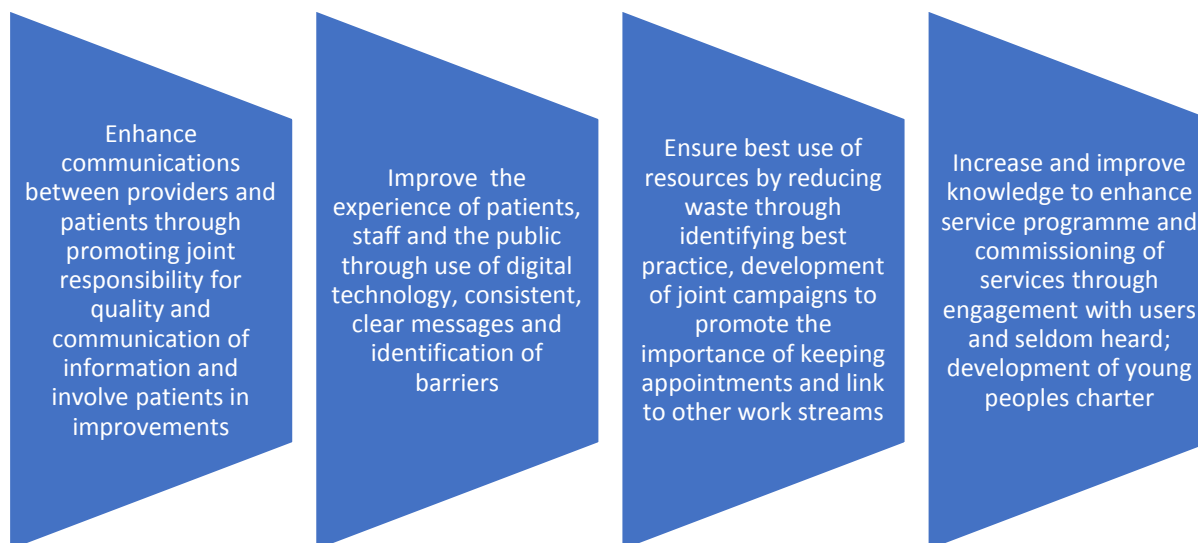 Enhance
communications
between providers and
patients through
promoting joint
responsibility for
quality and
communication of
information and
involve patients in
improvements
Improve  the
experience of patients,
staff and the public
through use of digital
technology, consistent,
clear messages and
identification of
barriers
Ensure best use of
resources by reducing
waste through
identifying best
practice, development
of joint campaigns to
promote the
importance of keeping
appointments and link
to other work streams
Increase and improve
knowledge to enhance
service programme and
commissioning of
services through
engagement with users
and seldom heard;
development of young
peoples charter